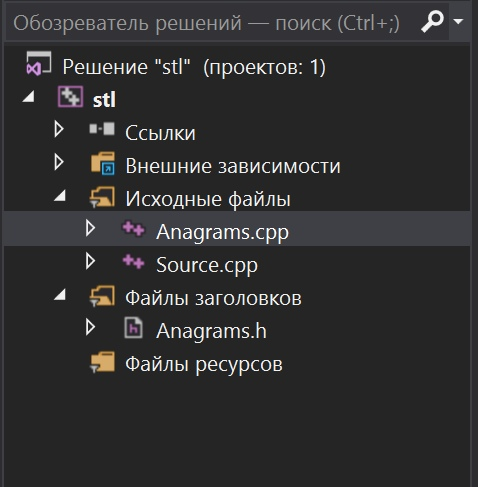 Обозреватель решений — поиск (Ctrl+;)
Решение "stl" (проектов: 1)
stl
Ссылки
Внешние зависимости
Исходные файлы
Anagrams.cpp
Source.cpp
Файлы заголовков
Anagrams.h
Файлы ресурсов